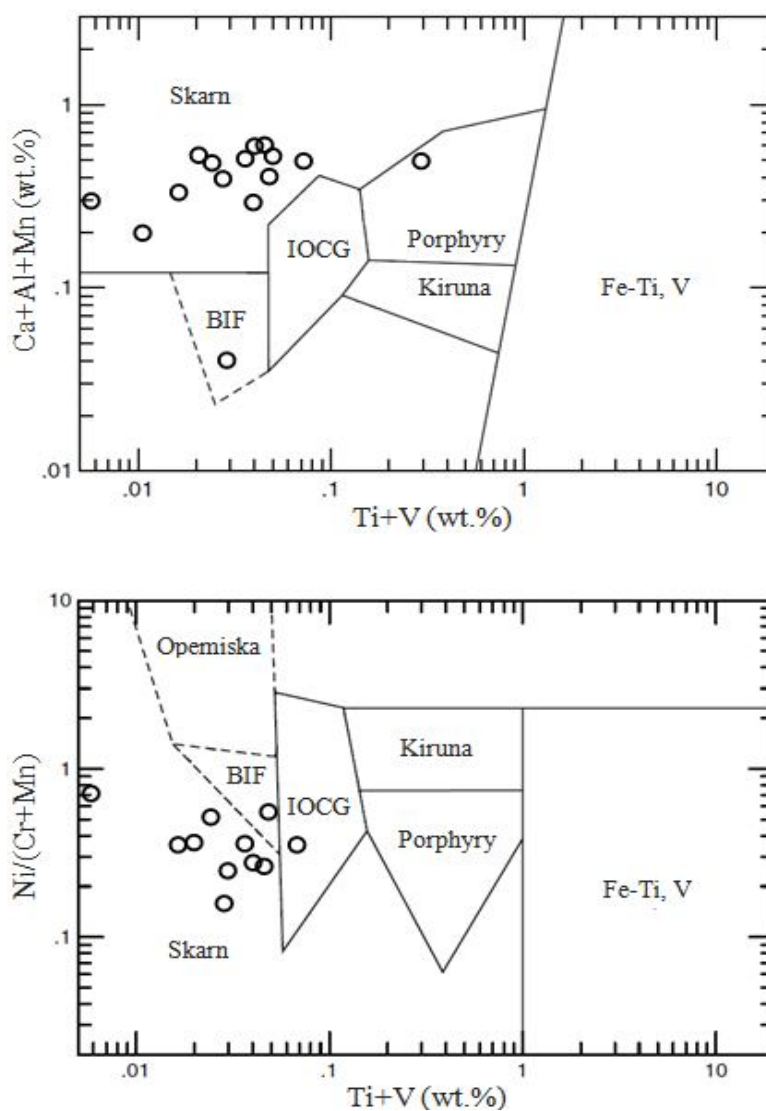 1
.1
.01
Ca+Al+Mn (wt.%)
Skarn
IOCG
Porphyry
Kiruna
BIF
Fe-Ti, V
.01
.1
1
10
Ti+V (wt.%)
10
1
.1
Ni/(Cr+Mn)
Opemiska
BIF
IOCG
Kiruna
Porphyry
Fe-Ti, V
Skarn
.01
.1
1
10
Ti+V (wt.%)